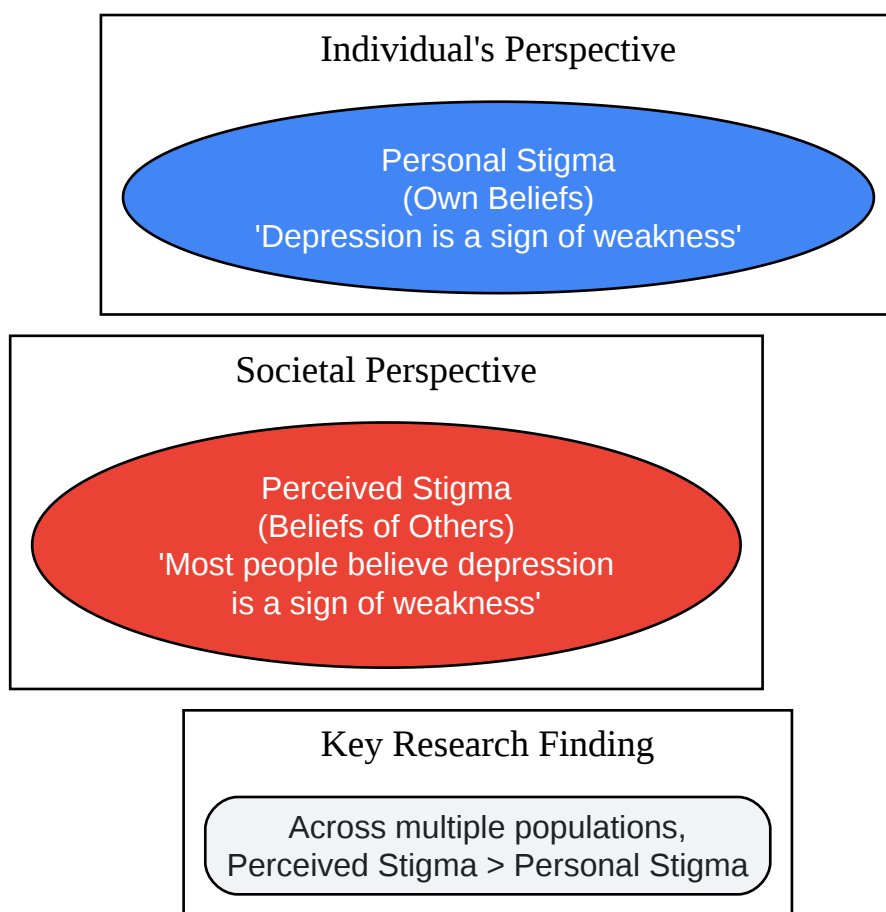 Individual's Perspective
Personal Stigma
(Own Beliefs)
'Depression is a sign of weakness'
Societal Perspective
Perceived Stigma
(Beliefs of Others)
'Most people believe depression
is a sign of weakness'
Key Research Finding
Across multiple populations,
Perceived Stigma > Personal Stigma